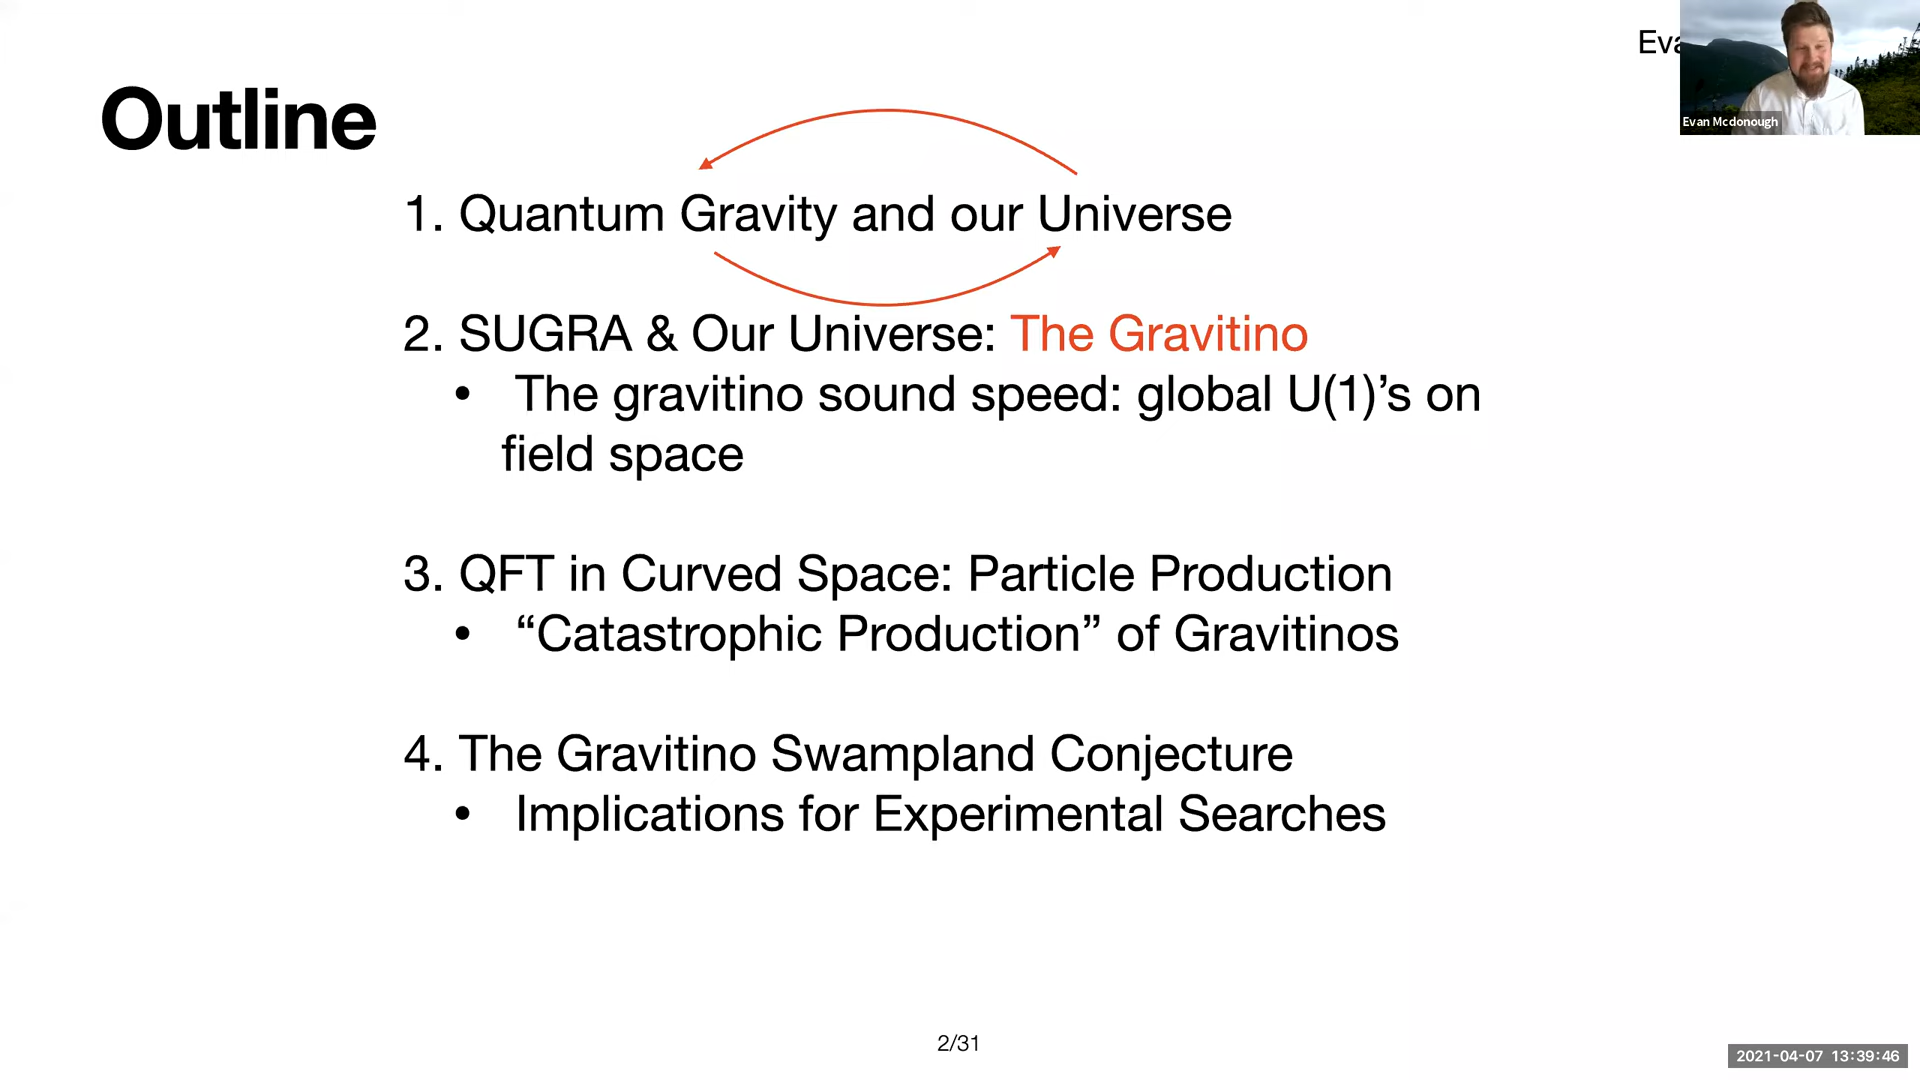 Eva
Evan Mcdonough
Outline
1. Quantum Gravity and our Universe
2. SUGRA & Our Universe: The Gravitino
• The gravitino sound speed: global U(1)’s on
field space
3. QFT in Curved Space: Particle Production
• “Catastrophic Production” of Gravitinos
4. The Gravitino Swampland Conjecture
• Implications for Experimental Searches
2/31
2021-04-07 13:39:46